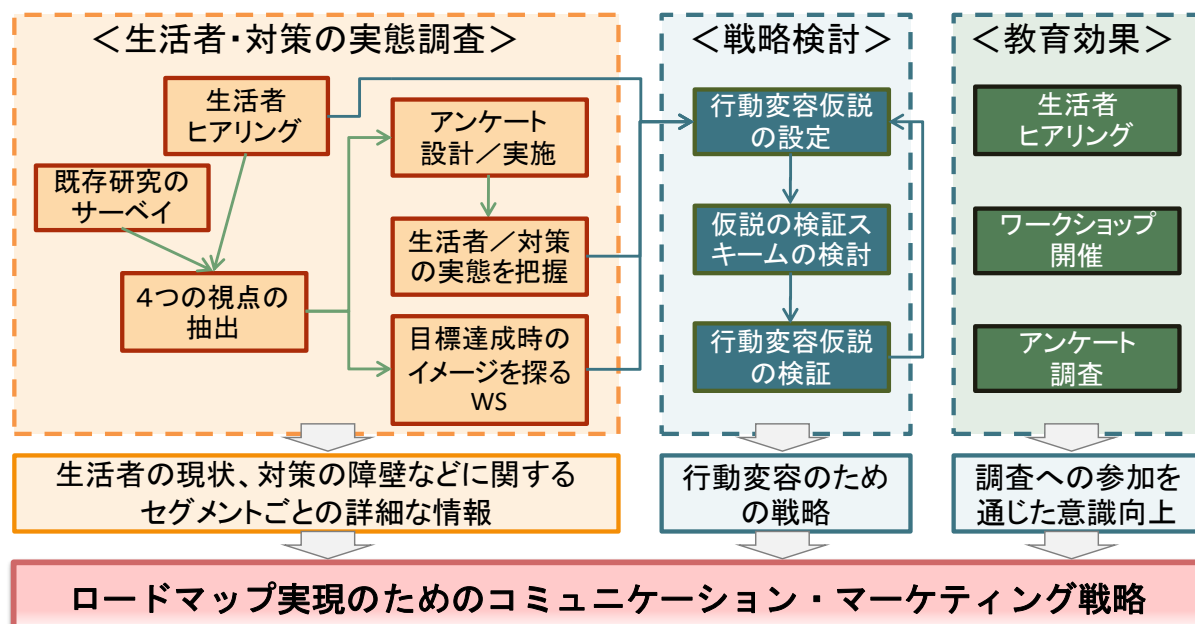 ＜生活者・対策の実態調査＞
生活者
ヒアリング
既存研究の
サーベイ
4つの視点の
抽出
アンケート
設計／実施
生活者／対策
の実態を把握
目標達成時の
イメージを探る
WS
生活者の現状、対策の障壁などに関する
セグメントごとの詳細な情報
＜戦略検討＞
行動変容仮説
の設定
仮説の検証ス
キームの検討
行動変容仮説
の検証
行動変容のため
の戦略
＜教育効果＞
生活者
ヒアリング
ワークショップ
開催
アンケート
調査
調査への参加を
通じた意識向上
ロードマップ実現のためのコミュニケーション・マーケティング戦略